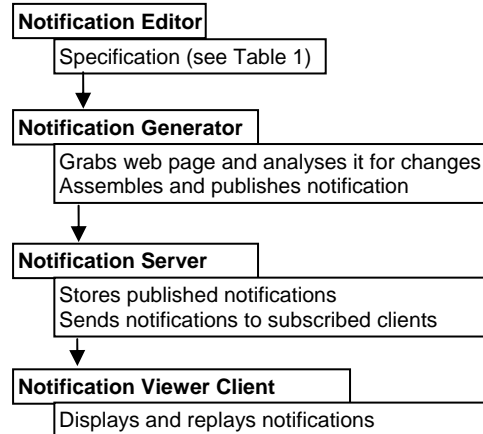 Notification Editor
Specification (see Table 1)
Notification Generator
Grabs web page and analyses it for changes
Assembles and publishes notification
Notification Server
Stores published notifications
Sends notifications to subscribed clients
Notification Viewer Client
Displays and replays notifications